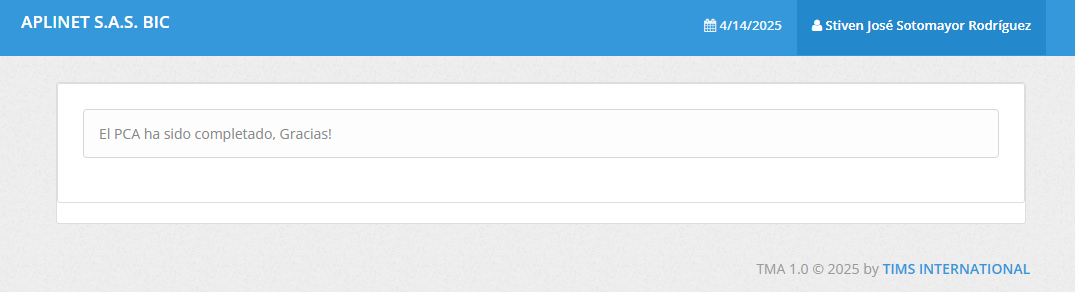 APLINET S.A.S. BIC
4/14/2025
Stiven José Sotomayor Rodríguez
El PCA ha sido completado, Gracias!
TMA 1.0 © 2025 by TIMS INTERNATIONAL